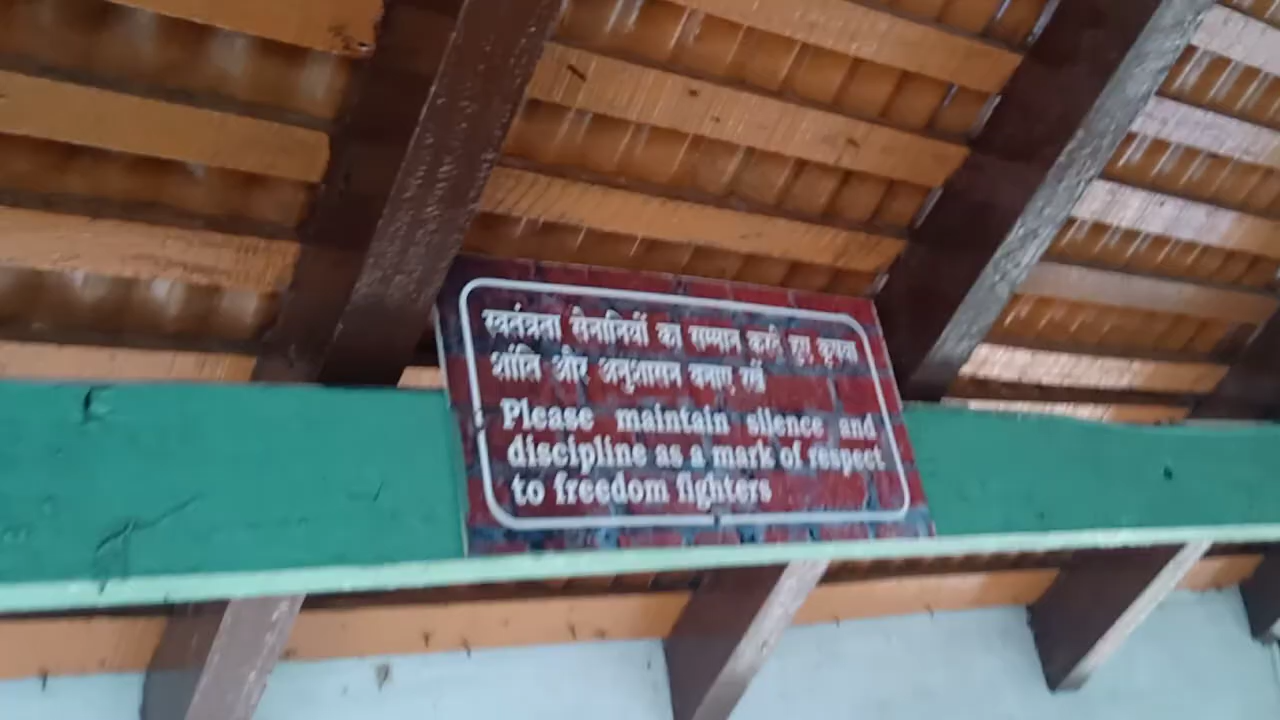 स्वतंत्रता सेनानियों का सम्मान करते हुए कृपया
शांति और अनुशासन बनाए रखें
Please maintain silence and
discipline as a mark of respect
to freedom fighters